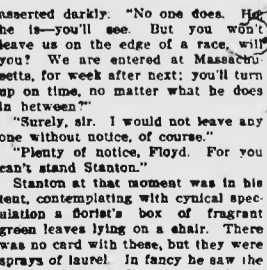 asserted darkly: "No one does. How
he is—you'll see. But you won't
leave us on the edge of a race, will
you? We are entered at Massachu-
setts, for week after next; you'll turn
up on time, no matter what he does
in between?"
"Surely, sir. I would not leave any
one without notice, of course."
"Plenty of notice, Floyd. For you
can't stand Stanton."
Stanton at that moment was in his
tent, contemplating with cynical spec-
ulation a florist's box of fragrant
green leaves lying on a chair. There
was no card with these, but they were
sprays of laurel. In fancy he saw the